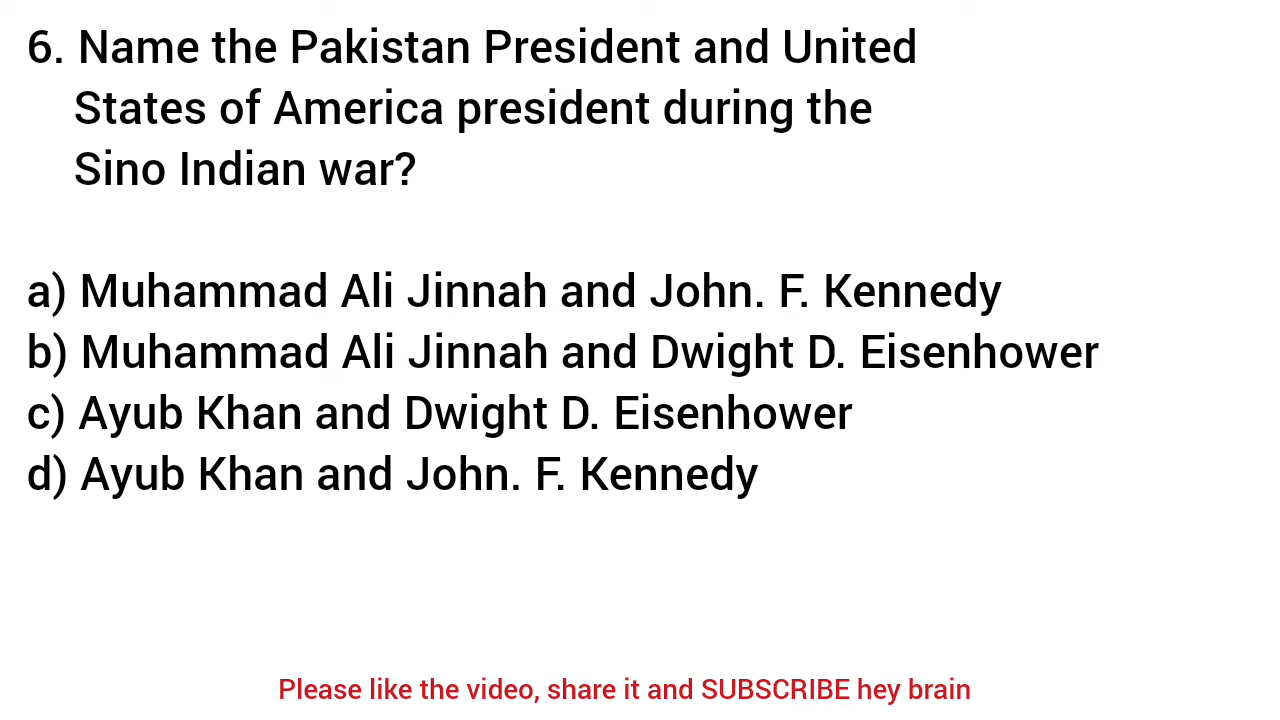 6. Name the Pakistan President and United
States of America president during the
Sino Indian war?
a) Muhammad Ali Jinnah and John. F. Kennedy
b) Muhammad Ali Jinnah and Dwight D. Eisenhower
c) Ayub Khan and Dwight D. Eisenhower
d) Ayub Khan and John. F. Kennedy
Please like the video, share it and SUBSCRIBE hey brain